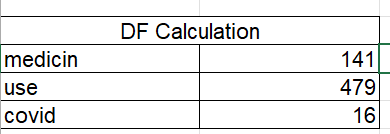 DF Calculation
medicin 141
use 479
covid 16